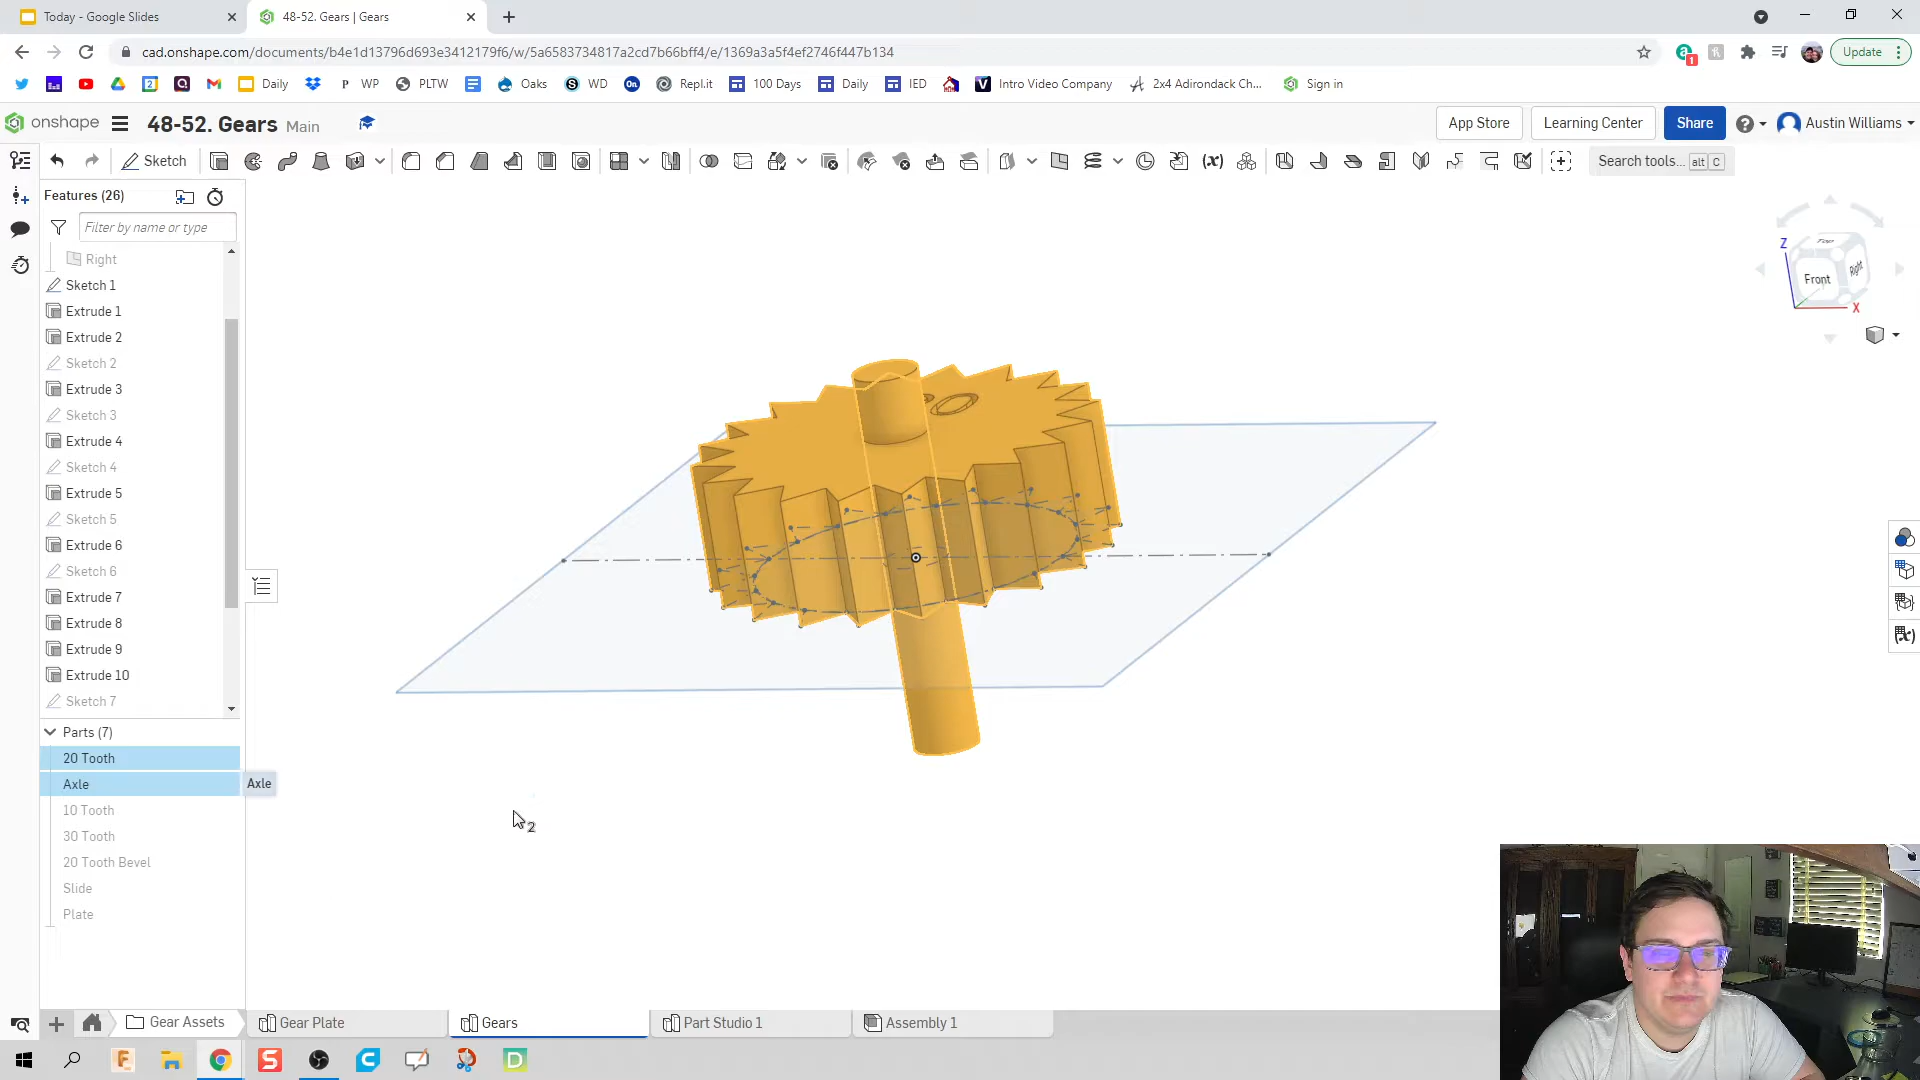 Today - Google Slides
48-52. Gears | Gears
cad.onshape.com/documents/b4e1d13796d693e3412179f6/w/5a6583734817a2cd7b66bff4/e/1369a3a5f4ef2746f447b134
Update
Daily
P WP
PLTW
Oaks
S WD
On
Repl.it
100 Days
Daily
IED
Intro Video Company
2x4 Adirondack Ch...
Sign in
onshape
48-52. Gears Main
App Store
Learning Center
Share
Austin Williams
Sketch
Search tools... alt C
Features (26)
Filter by name or type
Right
Sketch 1
Extrude 1
Extrude 2
Sketch 2
Extrude 3
Sketch 3
Extrude 4
Sketch 4
Extrude 5
Sketch 5
Extrude 6
Sketch 6
Extrude 7
Extrude 8
Extrude 9
Extrude 10
Sketch 7
Parts (7)
20 Tooth
Axle
Axle
10 Tooth
30 Tooth
20 Tooth Bevel
Slide
Plate
2
Z
Top
Front
Right
X
Gear Assets
Gear Plate
Gears
Part Studio 1
Assembly 1